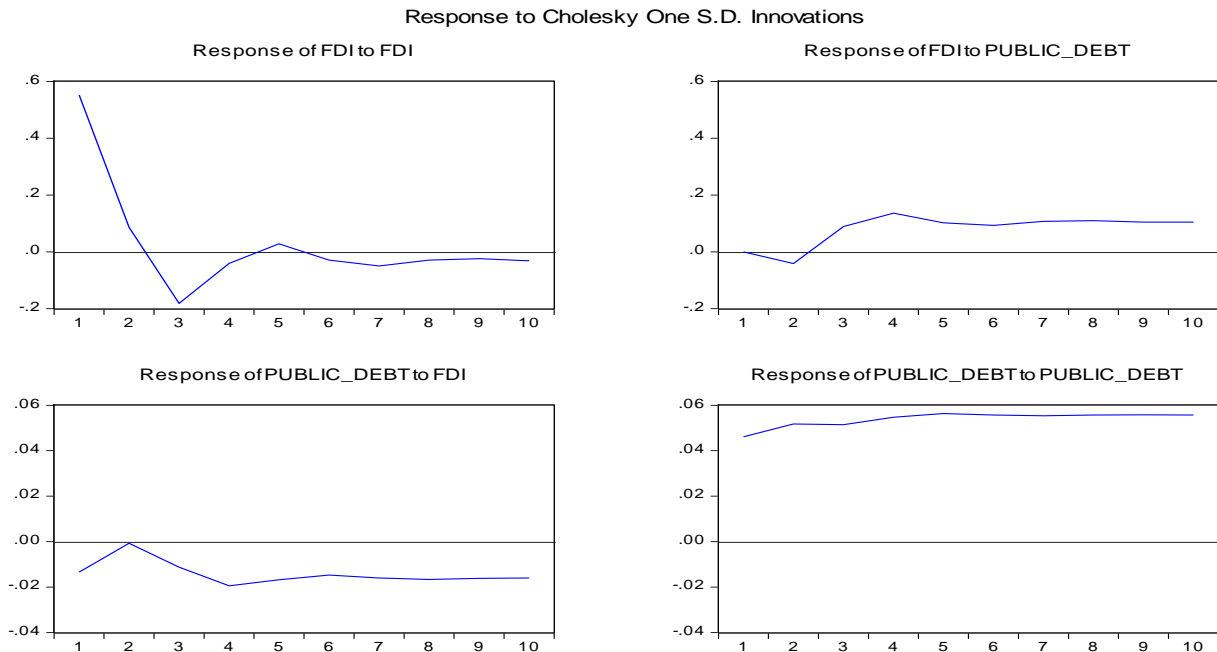 Response to Cholesky One S.D. Innovations
Response of FDI to FDI
Response of FDI to PUBLIC_DEBT
.6
.4
.2
.0
-.2
1 2 3 4 5 6 7 8 9 10
.6
.4
.2
.0
-.2
1 2 3 4 5 6 7 8 9 10
Response of PUBLIC_DEBT to FDI
Response of PUBLIC_DEBT to PUBLIC_DEBT
.06
.04
.02
.00
-.02
-.04
1 2 3 4 5 6 7 8 9 10
.06
.04
.02
.00
-.02
-.04
1 2 3 4 5 6 7 8 9 10